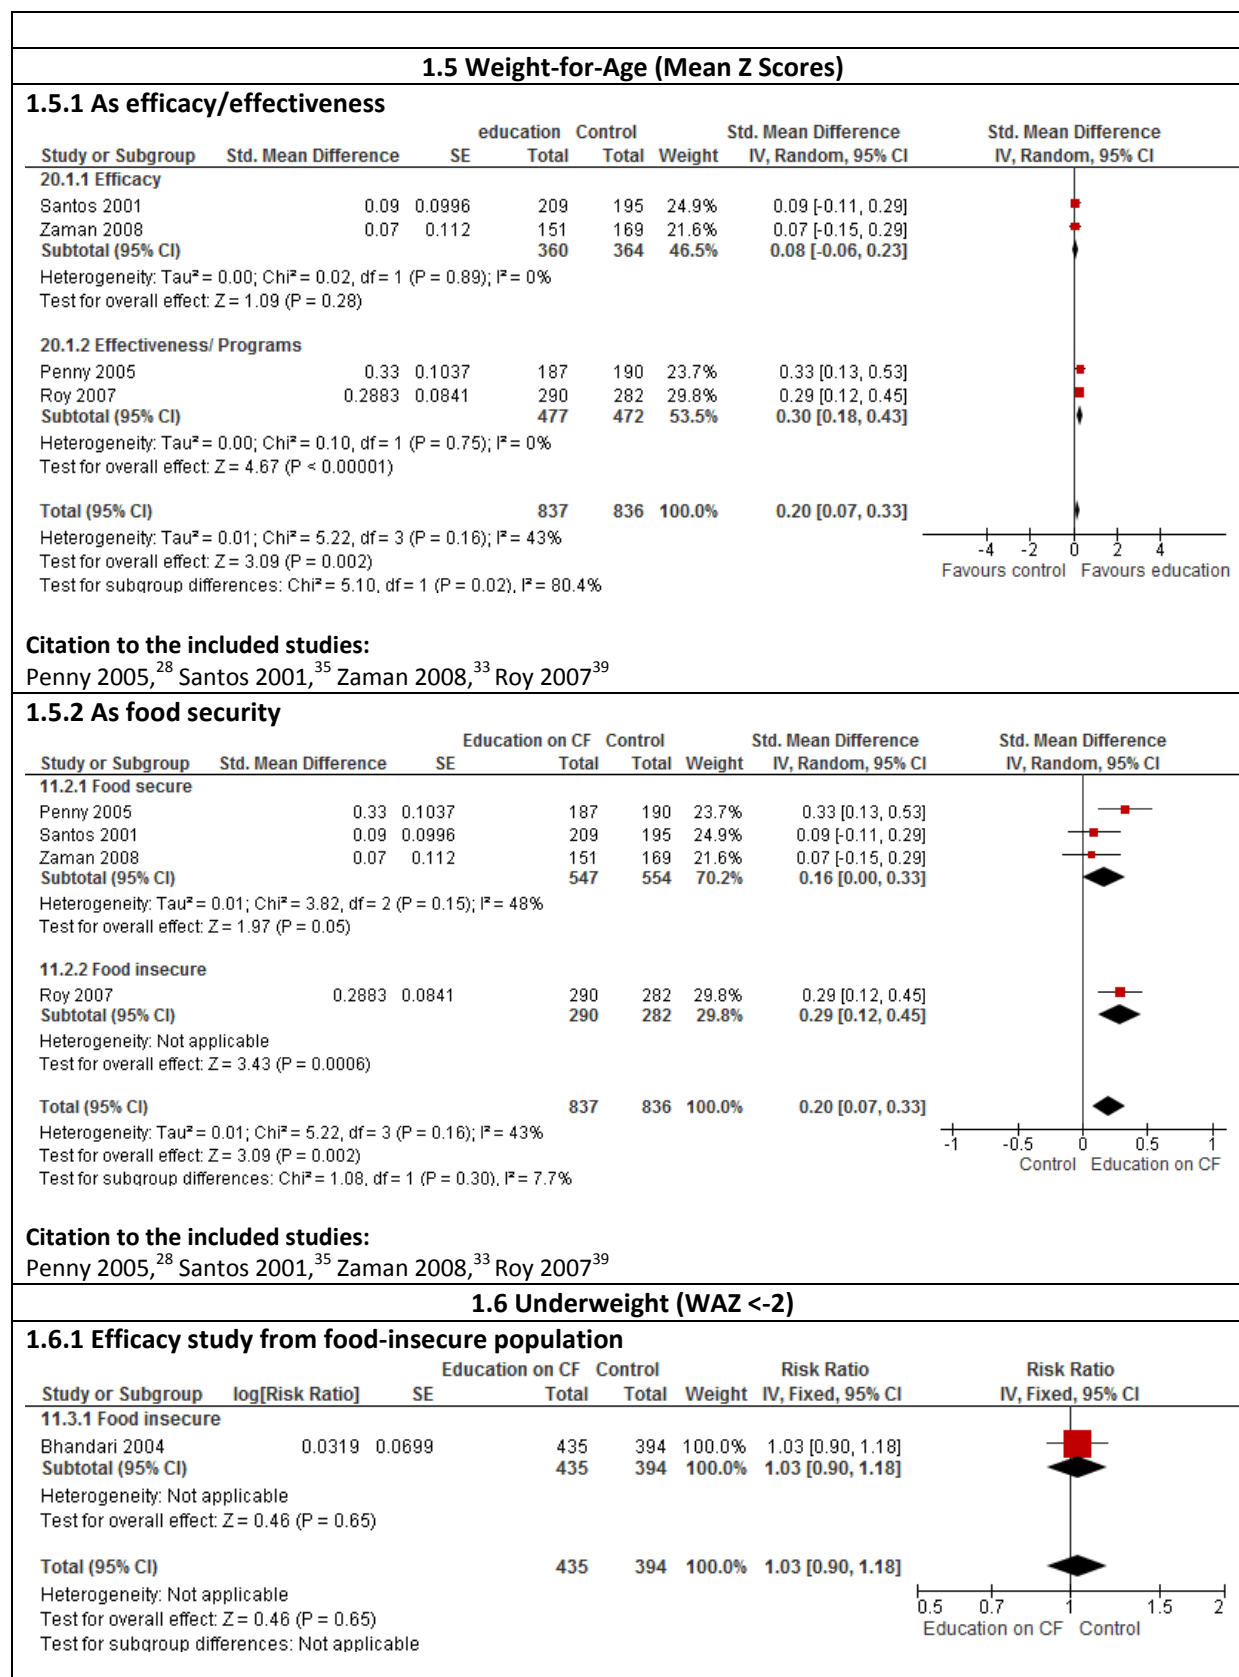 1.5 Weight-for-Age (Mean Z Scores)
1.5.1 As efficacy/effectiveness
education Control Std. Mean Difference Std. Mean Difference
Study or Subgroup Std. Mean Difference SE Total Total Weight IV, Random, 95% CI IV, Random, 95% CI
20.1.1 Efficacy
Santos 2001 0.09 0.0996 209 195 24.9% 0.09 [-0.11, 0.29]
Zaman 2008 0.07 0.112 151 169 21.6% 0.07 [-0.15, 0.29]
Subtotal (95% CI) 360 364 46.5% 0.08 [-0.06, 0.23]
Heterogeneity: Tau² = 0.00; Chi² = 0.02, df = 1 (P = 0.89); I² = 0%
Test for overall effect: Z = 1.09 (P = 0.28)
20.1.2 Effectiveness/ Programs
Penny 2005 0.33 0.1037 187 190 23.7% 0.33 [0.13, 0.53]
Roy 2007 0.2883 0.0841 290 282 29.8% 0.29 [0.12, 0.45]
Subtotal (95% CI) 477 472 53.5% 0.30 [0.18, 0.43]
Heterogeneity: Tau² = 0.00; Chi² = 0.10, df = 1 (P = 0.75); I² = 0%
Test for overall effect: Z = 4.67 (P < 0.00001)
Total (95% CI) 837 836 100.0% 0.20 [0.07, 0.33]
Heterogeneity: Tau² = 0.01; Chi² = 5.22, df = 3 (P = 0.16); I² = 43%
Test for overall effect: Z = 3.09 (P = 0.002)
Test for subgroup differences: Chi² = 5.10, df = 1 (P = 0.02), I² = 80.4%
-4 -2 0 2 4
Favours control Favours education
Citation to the included studies:
Penny 2005,28 Santos 2001,35 Zaman 2008,33 Roy 200739
1.5.2 As food security
Education on CF Control Std. Mean Difference Std. Mean Difference
Study or Subgroup Std. Mean Difference SE Total Total Weight IV, Random, 95% CI IV, Random, 95% CI
11.2.1 Food secure
Penny 2005 0.33 0.1037 187 190 23.7% 0.33 [0.13, 0.53]
Santos 2001 0.09 0.0996 209 195 24.9% 0.09 [-0.11, 0.29]
Zaman 2008 0.07 0.112 151 169 21.6% 0.07 [-0.15, 0.29]
Subtotal (95% CI) 547 554 70.2% 0.16 [0.00, 0.33]
Heterogeneity: Tau² = 0.01; Chi² = 3.82, df = 2 (P = 0.15); I² = 48%
Test for overall effect: Z = 1.97 (P = 0.05)
11.2.2 Food insecure
Roy 2007 0.2883 0.0841 290 282 29.8% 0.29 [0.12, 0.45]
Subtotal (95% CI) 290 282 29.8% 0.29 [0.12, 0.45]
Heterogeneity: Not applicable
Test for overall effect: Z = 3.43 (P = 0.0006)
Total (95% CI) 837 836 100.0% 0.20 [0.07, 0.33]
Heterogeneity: Tau² = 0.01; Chi² = 5.22, df = 3 (P = 0.16); I² = 43%
Test for overall effect: Z = 3.09 (P = 0.002)
Test for subgroup differences: Chi² = 1.08, df = 1 (P = 0.30), I² = 7.7%
-1 -0.5 0 0.5 1
Control Education on CF
Citation to the included studies:
Penny 2005,28 Santos 2001,35 Zaman 2008,33 Roy 200739
1.6 Underweight (WAZ <-2)
1.6.1 Efficacy study from food-insecure population
Education on CF Control Risk Ratio Risk Ratio
Study or Subgroup log[Risk Ratio] SE Total Total Weight IV, Fixed, 95% CI IV, Fixed, 95% CI
11.3.1 Food insecure
Bhandari 2004 0.0319 0.0699 435 394 100.0% 1.03 [0.90, 1.18]
Subtotal (95% CI) 435 394 100.0% 1.03 [0.90, 1.18]
Heterogeneity: Not applicable
Test for overall effect: Z = 0.46 (P = 0.65)
Total (95% CI) 435 394 100.0% 1.03 [0.90, 1.18]
Heterogeneity: Not applicable
Test for overall effect: Z = 0.46 (P = 0.65)
Test for subgroup differences: Not applicable
0.5 0.7 1 1.5 2
Education on CF Control